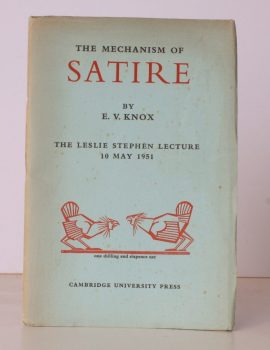 THE MECHANISM OF
SATIRE
BY
E. V. KNOX
THE LESLIE STEPHEN LECTURE
10 MAY 1951
one shilling and sixpence net
CAMBRIDGE UNIVERSITY PRESS